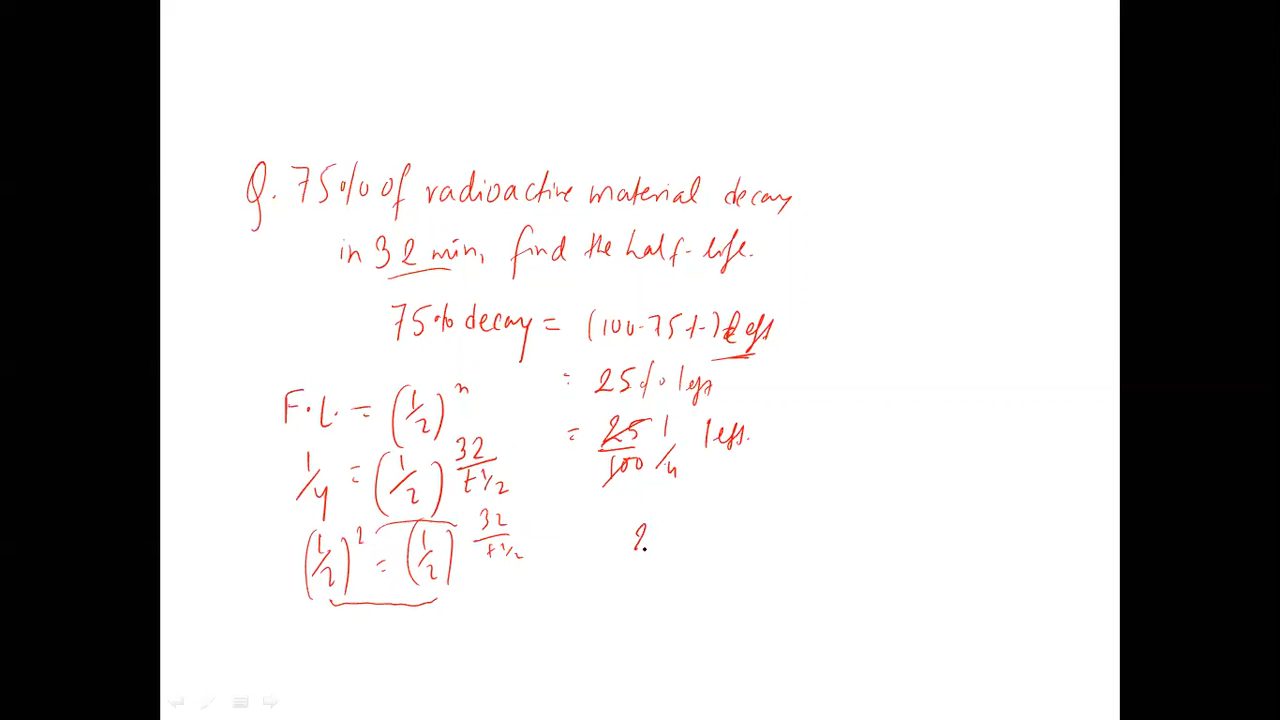 Q. 75% of radioactive material decay
in 32 min, find the half-life.
75% decay = (100-75%) left
= 25% left
F.L. = (1/2)^n
= 25/100 1/4 left.
1/4 = (1/2)^32/t1/2
(1/2)^2 = (1/2)^32/t1/2
2